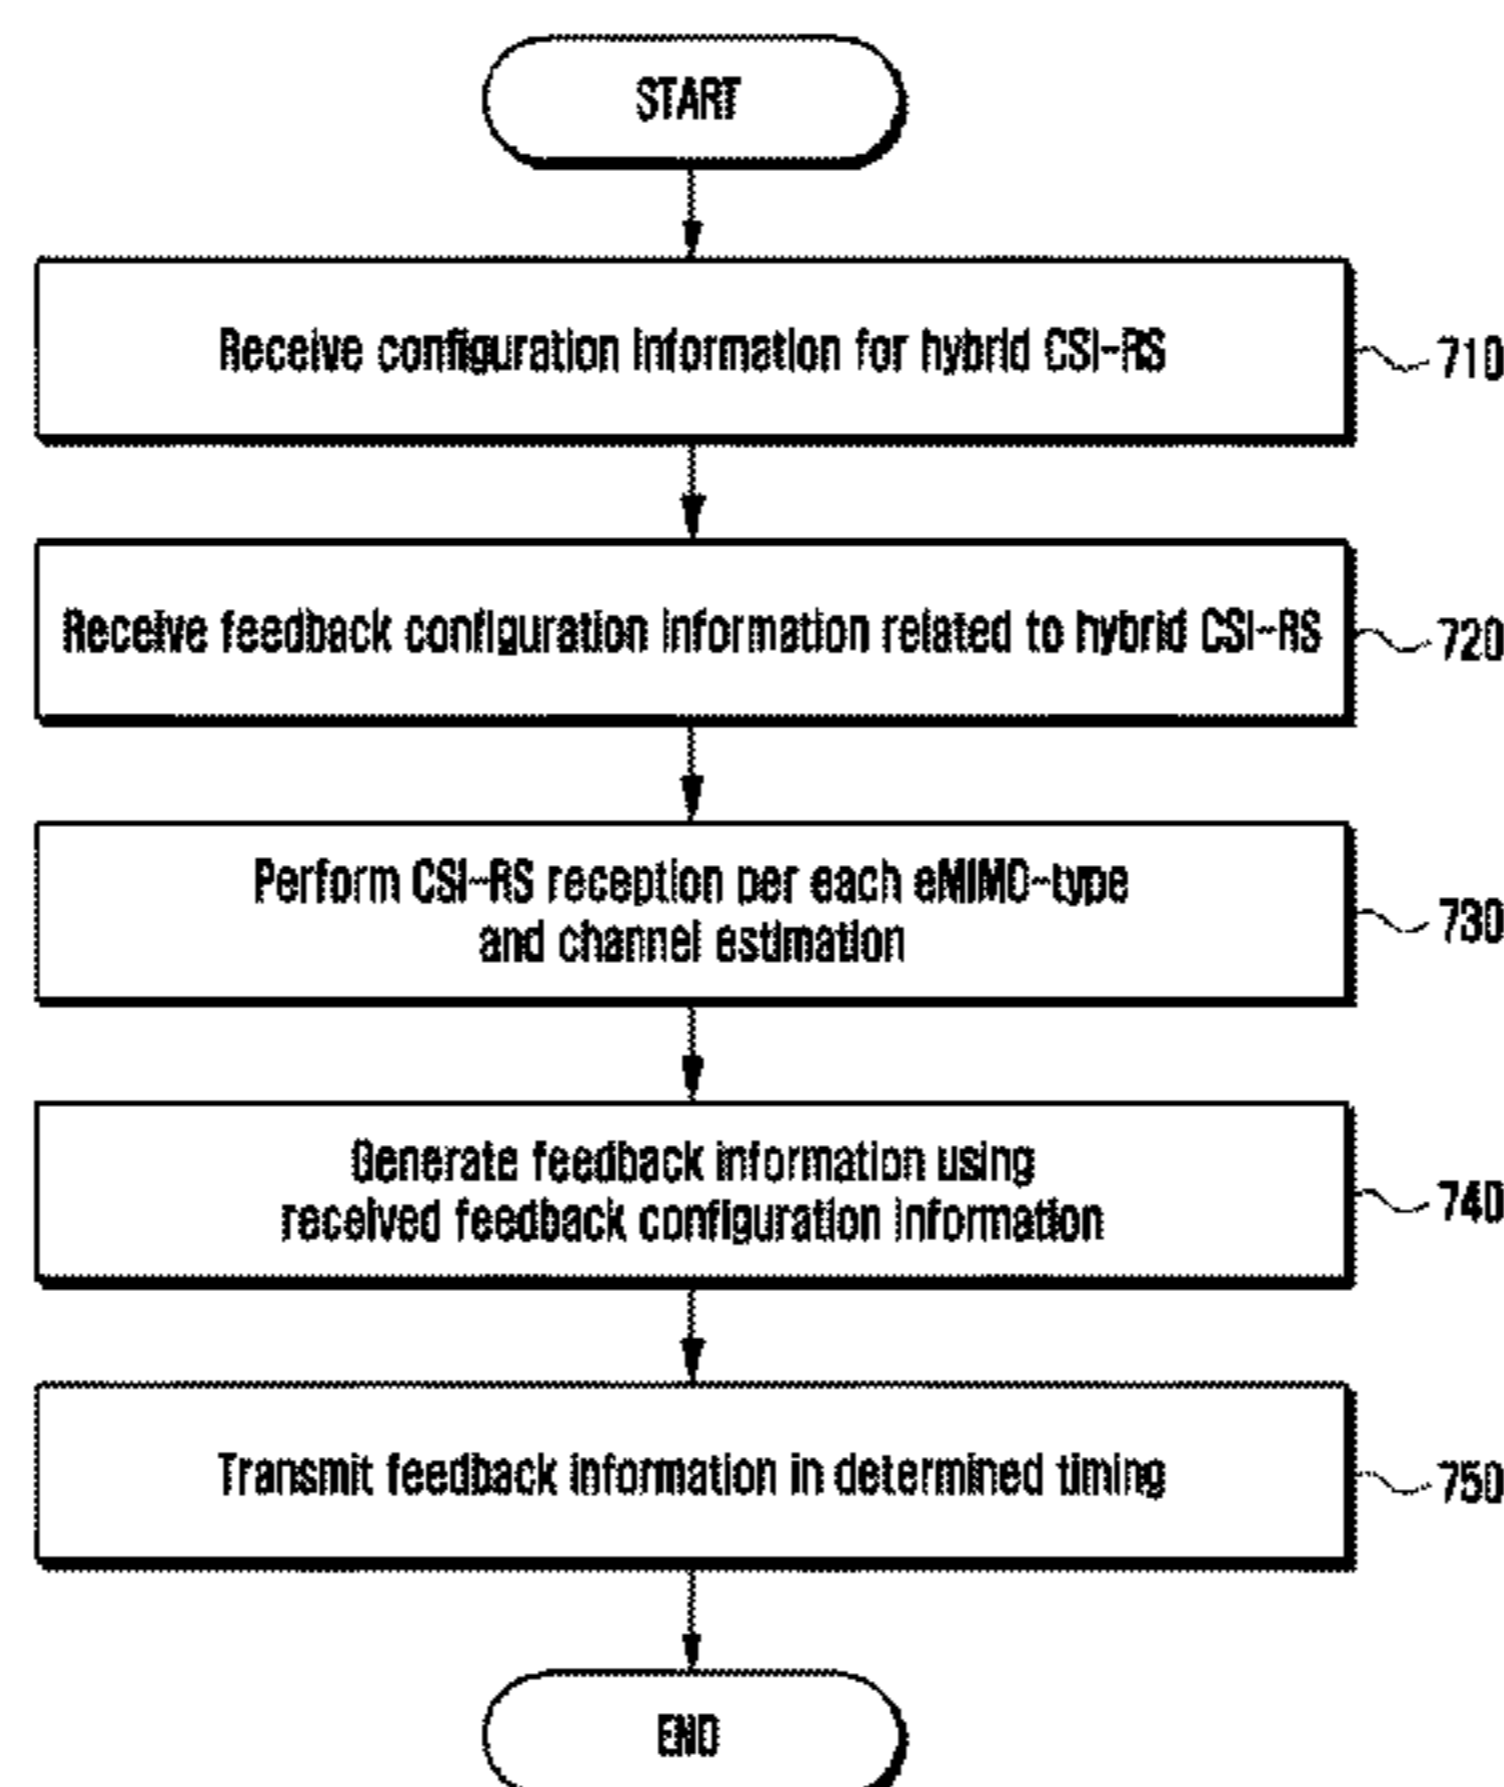 START
Receive configuration information for hybrid CSI-RS
710
Receive feedback configuration information related to hybrid CSI-RS
720
Perform CSI-RS reception per each eMIMO-type
and channel estimation
730
Generate feedback information using
received feedback configuration information
740
Transmit feedback information in determined timing
750
END